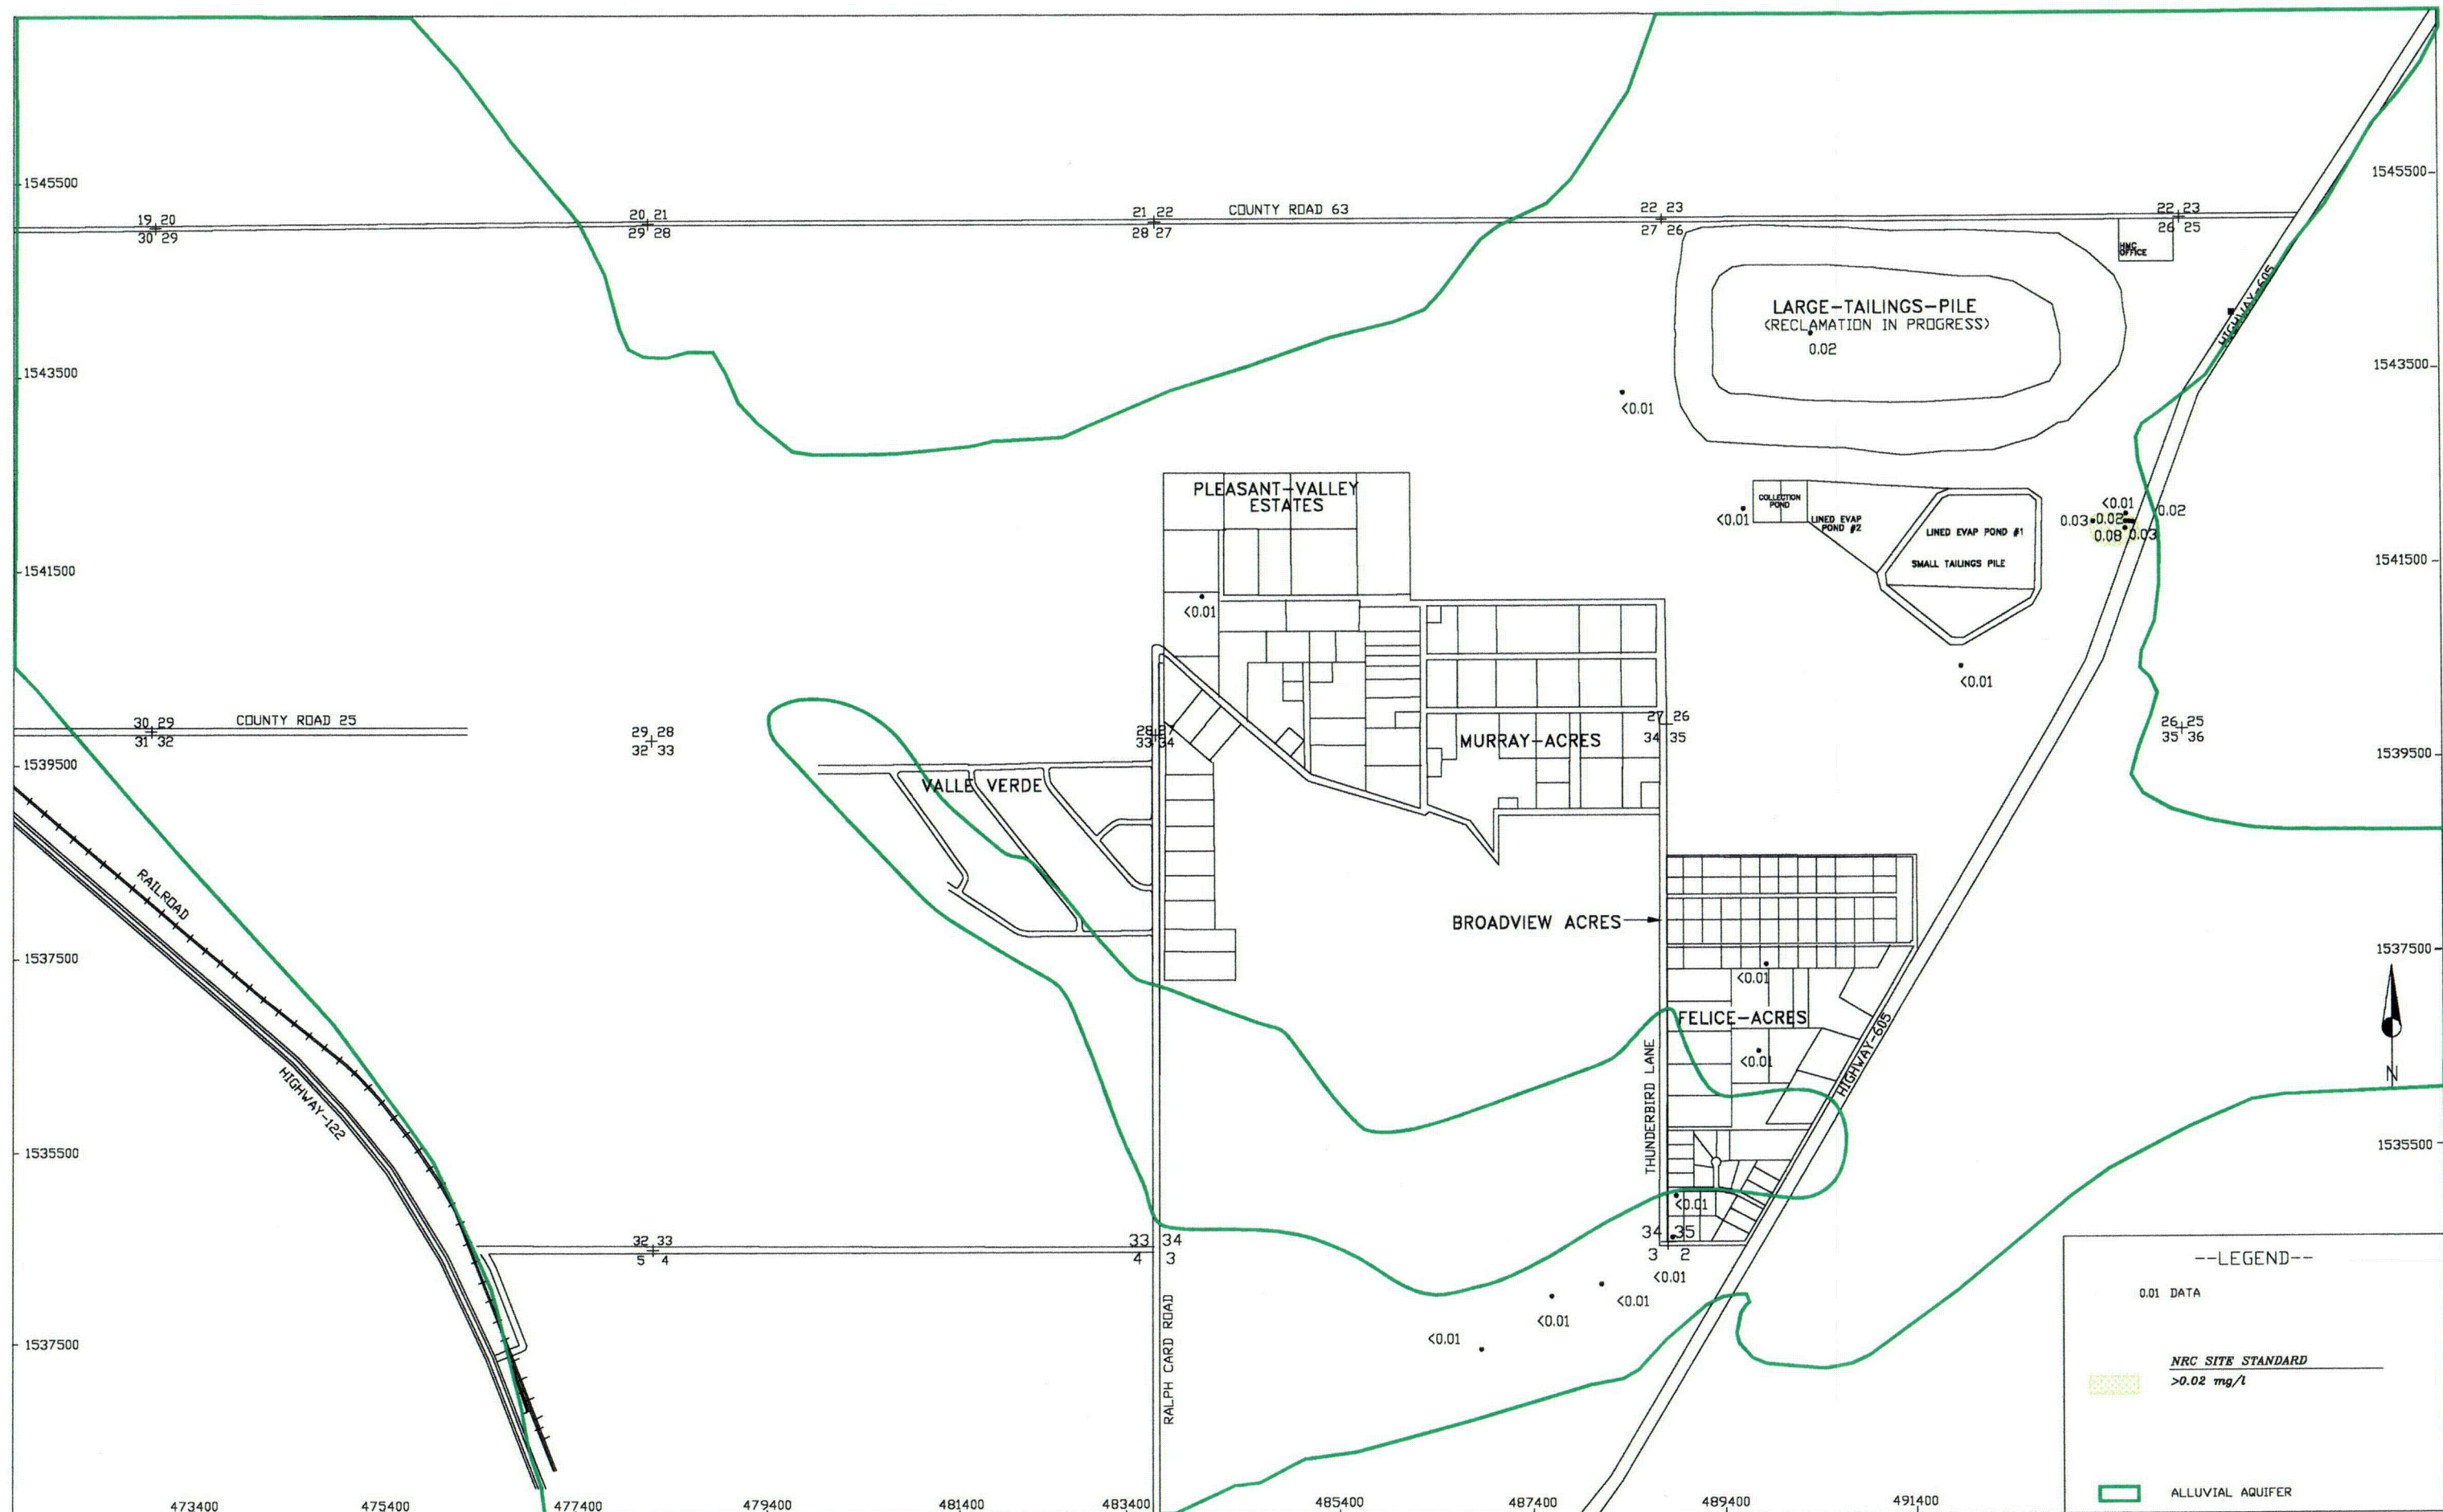 1545500
1545500
19 20
30 29
20 21
29 28
21 22
28 27
COUNTY ROAD 63
22 23
27 26
22 23
26 25
HMC
OFFICE
HIGHWAY-605
LARGE-TAILINGS-PILE
(RECLAMATION IN PROGRESS)
0.02
1543500
1543500
<0.01
PLEASANT-VALLEY
ESTATES
COLLECTION
POND
<0.01
LINED EVAP
POND #2
LINED EVAP POND #1
SMALL TAILINGS PILE
<0.01
0.02
0.03
0.02
0.08
0.03
1541500
1541500
<0.01
<0.01
30 29
31 32
COUNTY ROAD 25
29 28
32 33
28 27
33 34
27 26
34 35
26 25
35 36
MURRAY-ACRES
1539500
1539500
VALLE VERDE
RAILROAD
BROADVIEW ACRES
1537500
1537500
<0.01
FELICE-ACRES
<0.01
HIGHWAY-605
THUNDERBIRD LANE
HIGHWAY-122
N
1535500
1535500
<0.01
32 33
5 4
33 34
4 3
34 35
3 2
<0.01
<0.01
<0.01
<0.01
1537500
RALPH CARD ROAD
--LEGEND--
0.01 DATA
NRC SITE STANDARD
>0.02 mg/l
ALLUVIAL AQUIFER
473400
475400
477400
479400
481400
483400
485400
487400
489400
491400